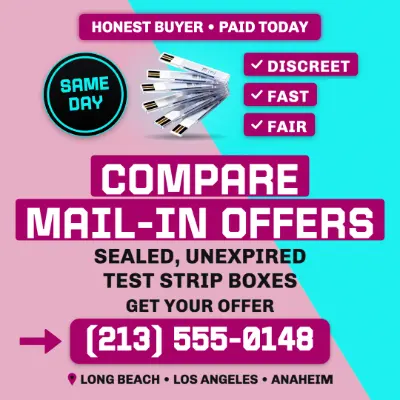 HONEST BUYER • PAID TODAY
SAME
DAY
✓ DISCREET
✓ FAST
✓ FAIR
COMPARE
MAIL-IN OFFERS
SEALED, UNEXPIRED
TEST STRIP BOXES
GET YOUR OFFER
(213) 555-0148
LONG BEACH • LOS ANGELES • ANAHEIM